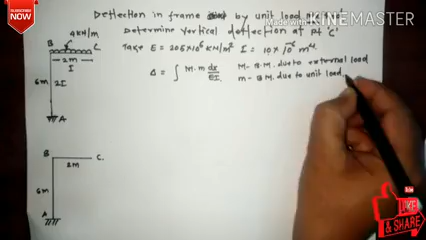 SUBSCRIBE NOW
Deflection in frame by unit load
Made with KINEMASTER
Determine vertical deflection at pt 'C'
Take E = 205×10⁶ KN/m²  I = 10×10⁻⁵ m⁴
4KN/m
B C
2m
I
6m 2I
A
Δ = ∫ M.m dx/EI
M - B.M. due to external load
m - B.M. due to unit load
B C.
2m
6m
A
LIKE & SHARE